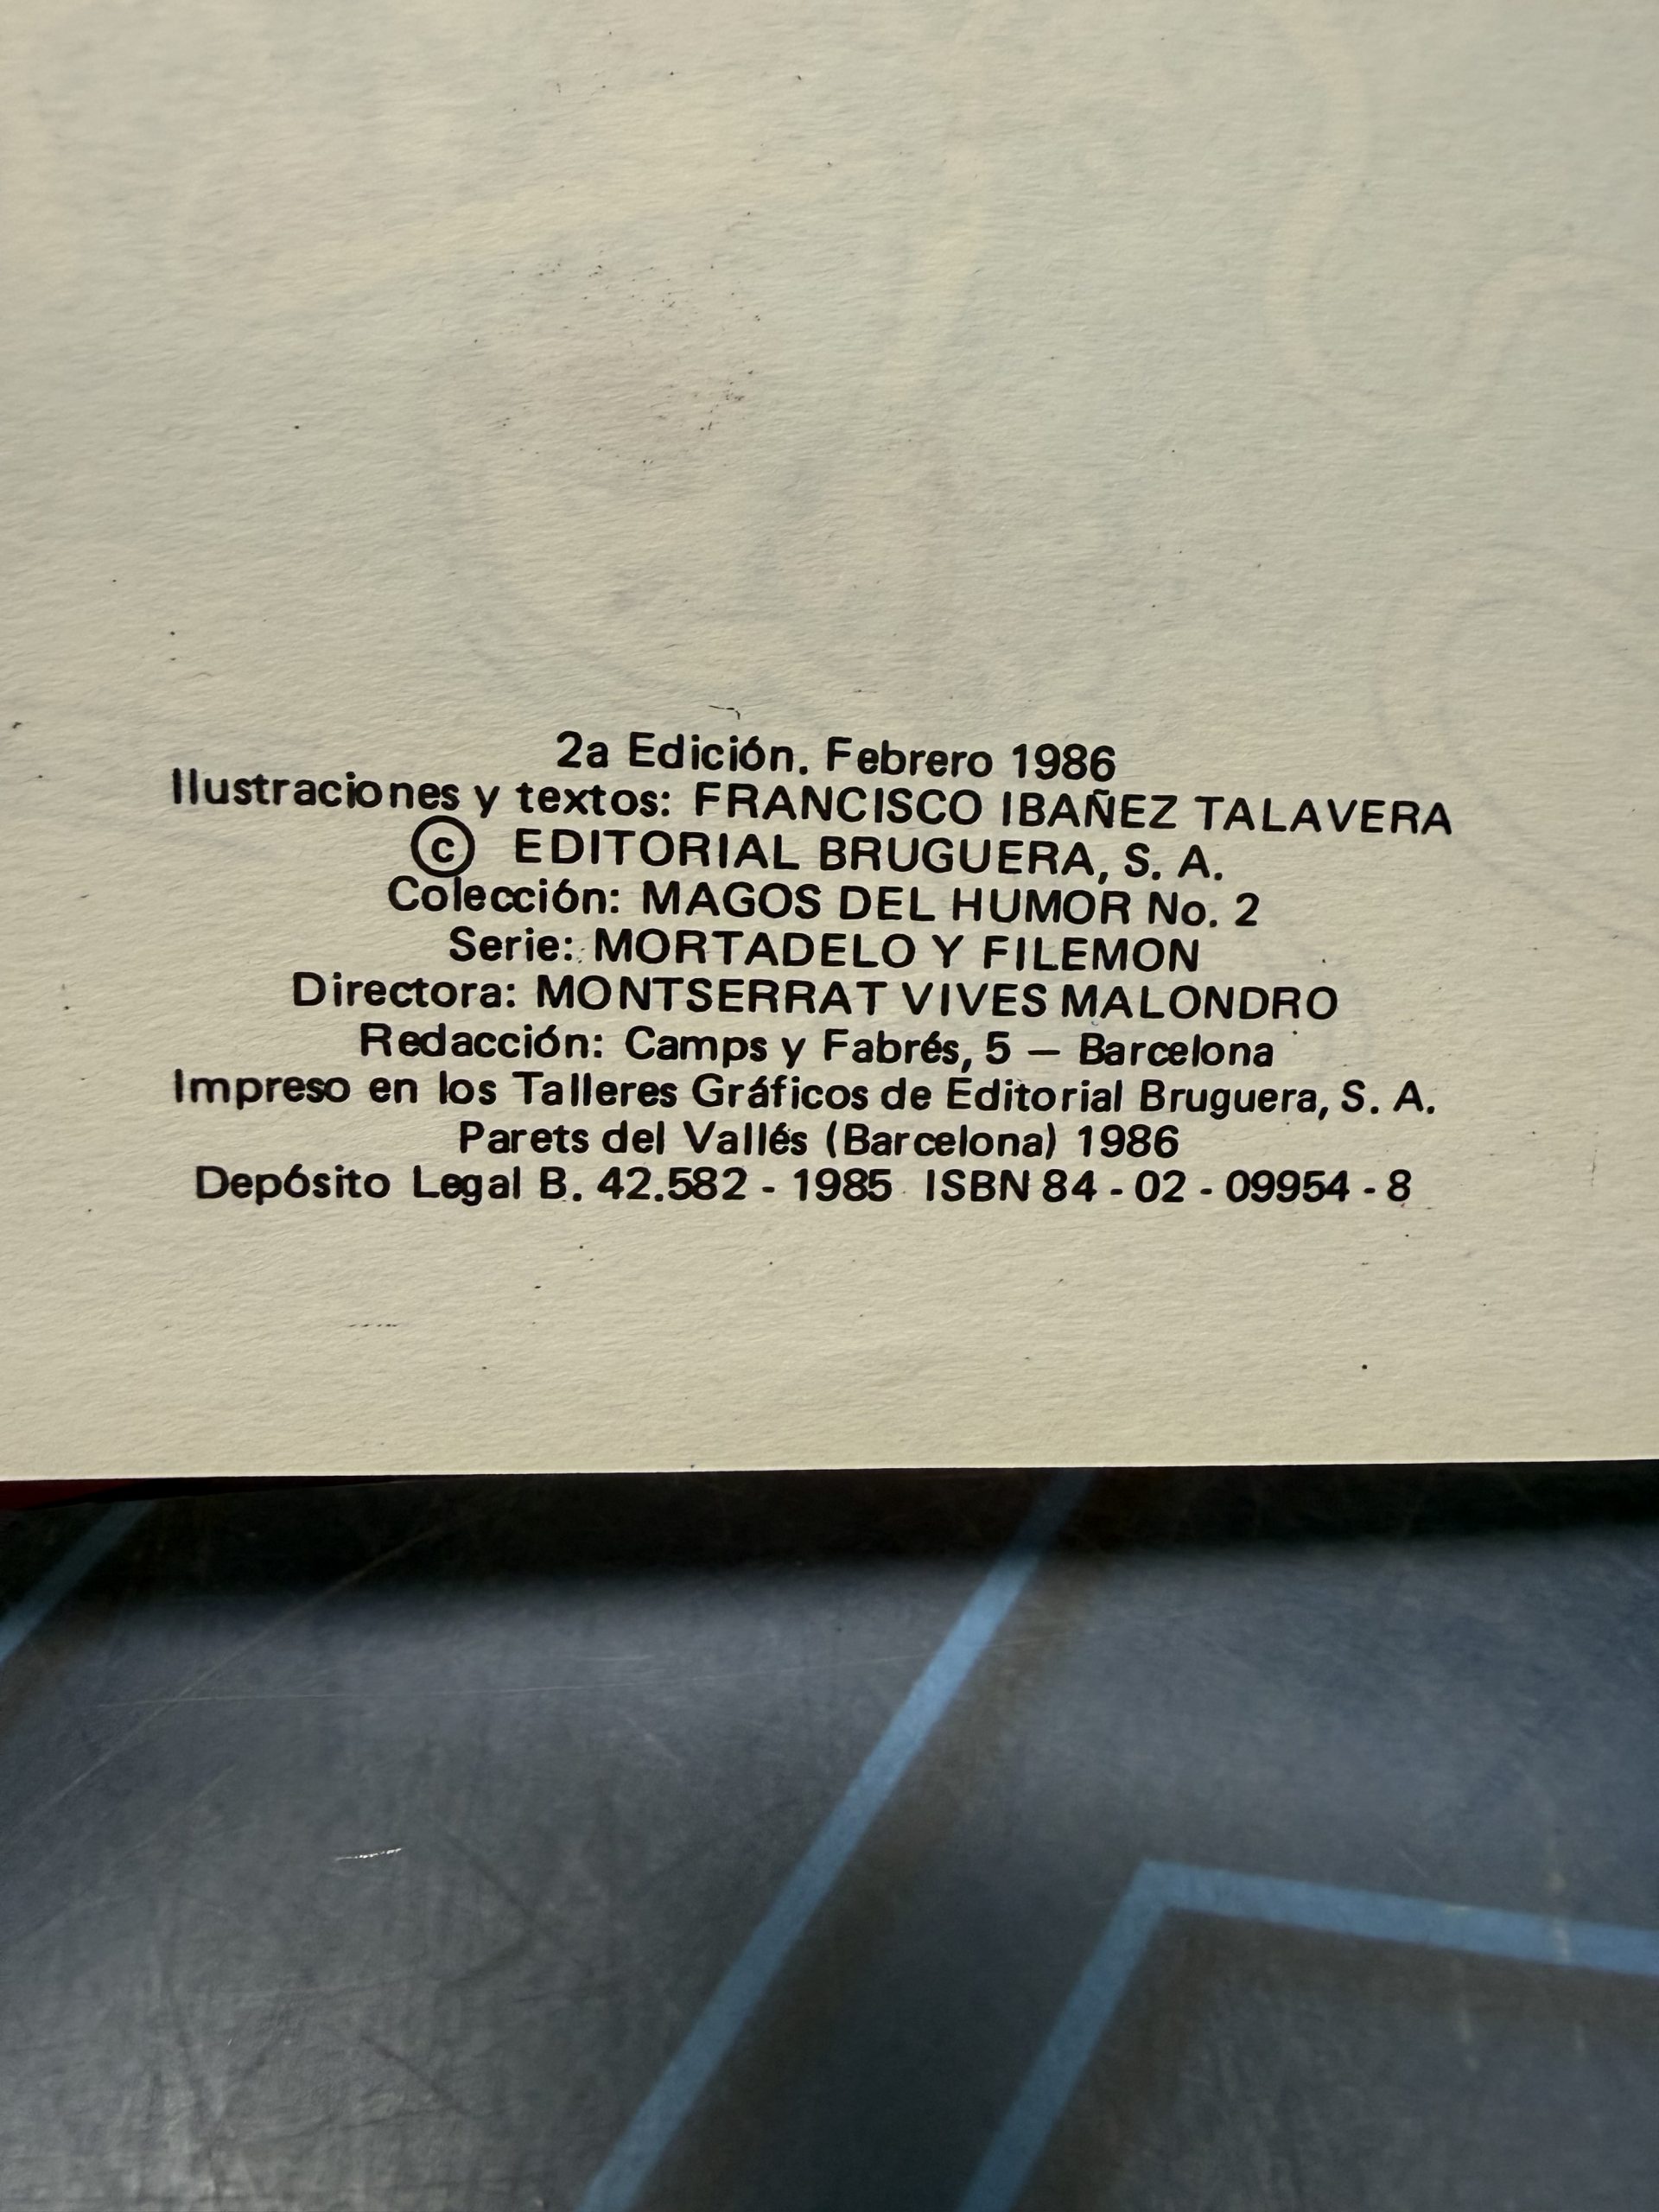 2a Edición. Febrero 1986
Ilustraciones y textos: FRANCISCO IBAÑEZ TALAVERA
© EDITORIAL BRUGUERA, S. A.
Colección: MAGOS DEL HUMOR No. 2
Serie: MORTADELO Y FILEMON
Directora: MONTSERRAT VIVES MALONDRO
Redacción: Camps y Fabrés, 5 — Barcelona
Impreso en los Talleres Gráficos de Editorial Bruguera, S. A.
Parets del Vallés (Barcelona) 1986
Depósito Legal B. 42.582 - 1985 ISBN 84 - 02 - 09954 - 8